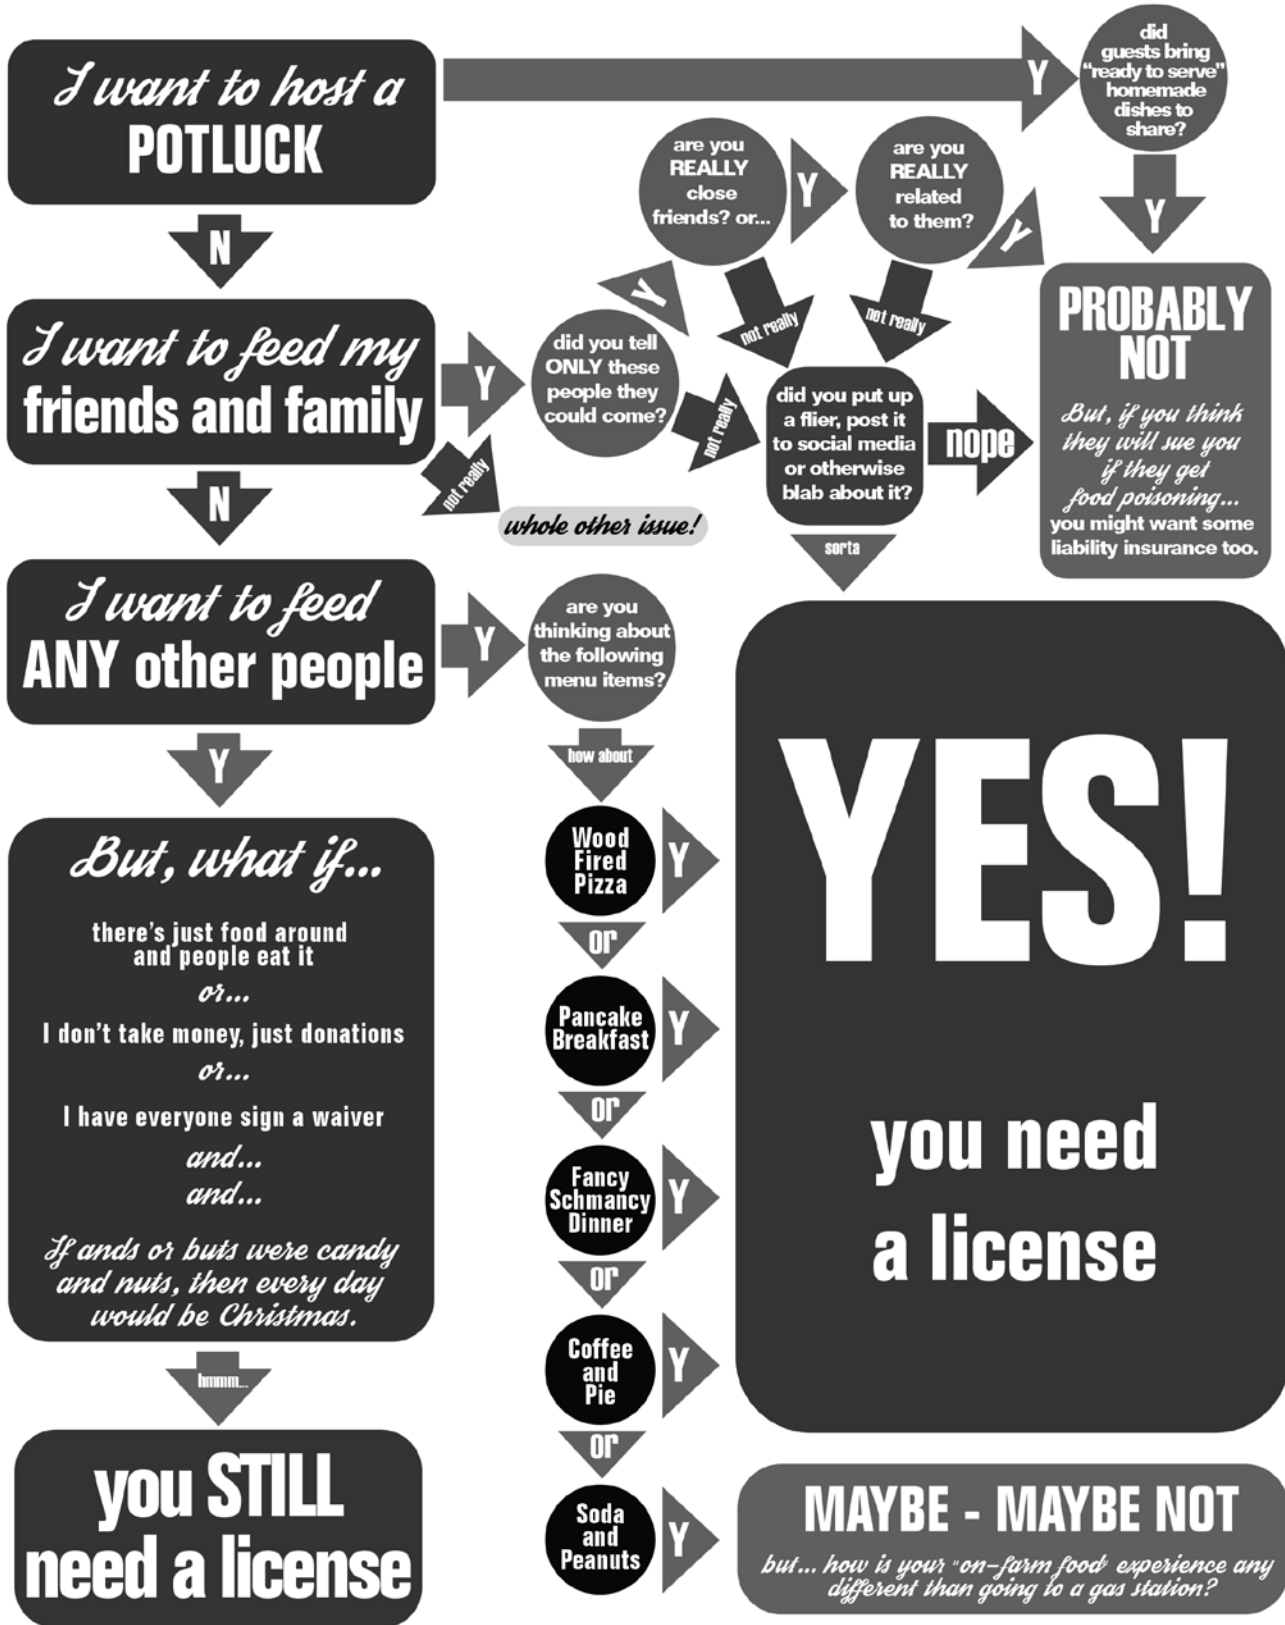 I want to host a
POTLUCK
Y
did
guests bring
"ready to serve"
homemade
dishes to
share?
Y
N
are you
REALLY
close
friends? or...
Y
are you
REALLY
related
to them?
Y
not really
not really
Y
PROBABLY
NOT
But, if you think
they will sue you
if they get
food poisoning...
you might want some
liability insurance too.
I want to feed my
friends and family
Y
did you tell
ONLY these
people they
could come?
not really
did you put up
a flier, post it
to social media
or otherwise
blab about it?
nope
not really
whole other issue!
sorta
N
I want to feed
ANY other people
Y
are you
thinking about
the following
menu items?
how about
Y
But, what if...
there's just food around
and people eat it
or...
I don't take money, just donations
or...
I have everyone sign a waiver
and...
and...
If ands or buts were candy
and nuts, then every day
would be Christmas.
hmmm...
you STILL
need a license
Wood
Fired
Pizza
Y
or
Pancake
Breakfast
Y
or
Fancy
Schmancy
Dinner
Y
or
Coffee
and
Pie
Y
or
Soda
and
Peanuts
Y
YES!
you need
a license
MAYBE - MAYBE NOT
but... how is your "on-farm food' experience any
different than going to a gas station?